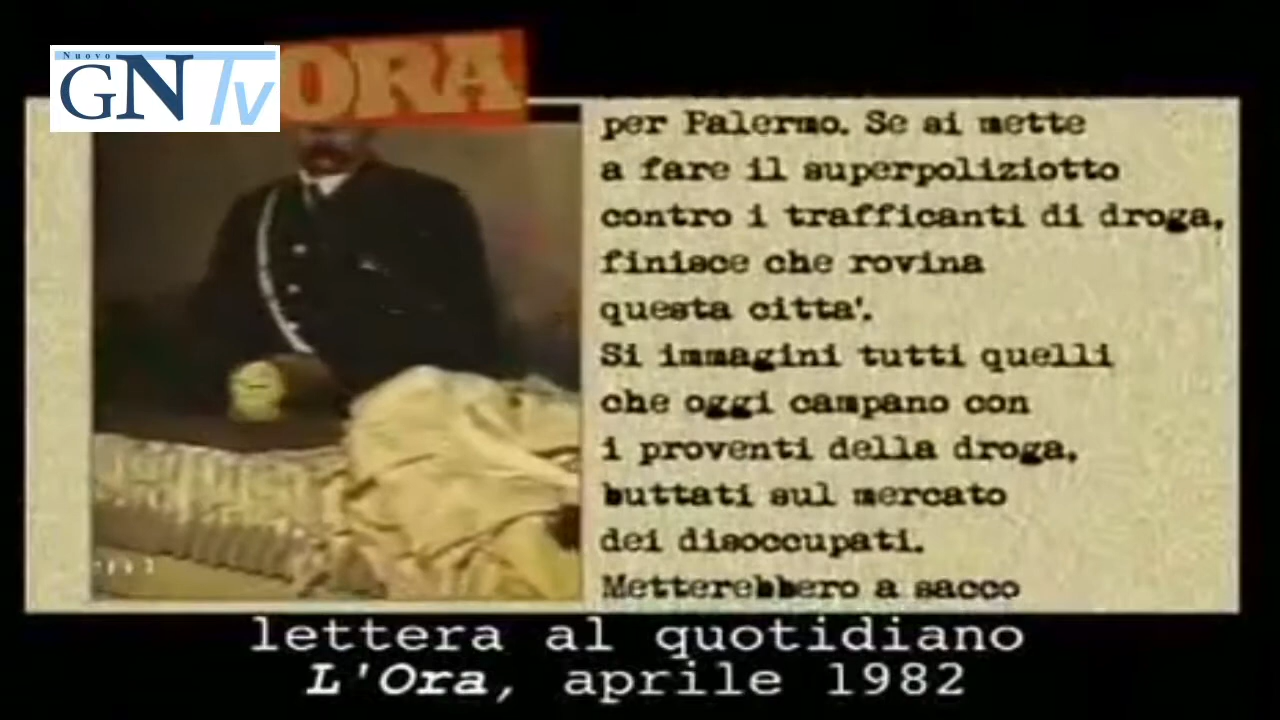 Nuovo
GN Tv
ORA
per Palermo. Se si mette
a fare il superpoliziotto
contro i trafficanti di droga,
finisce che rovina
questa citta'.
Si immagini tutti quelli
che oggi campano con
i proventi della droga,
buttati sul mercato
dei disoccupati.
Metterebbero a sacco
lettera al quotidiano
L'Ora, aprile 1982